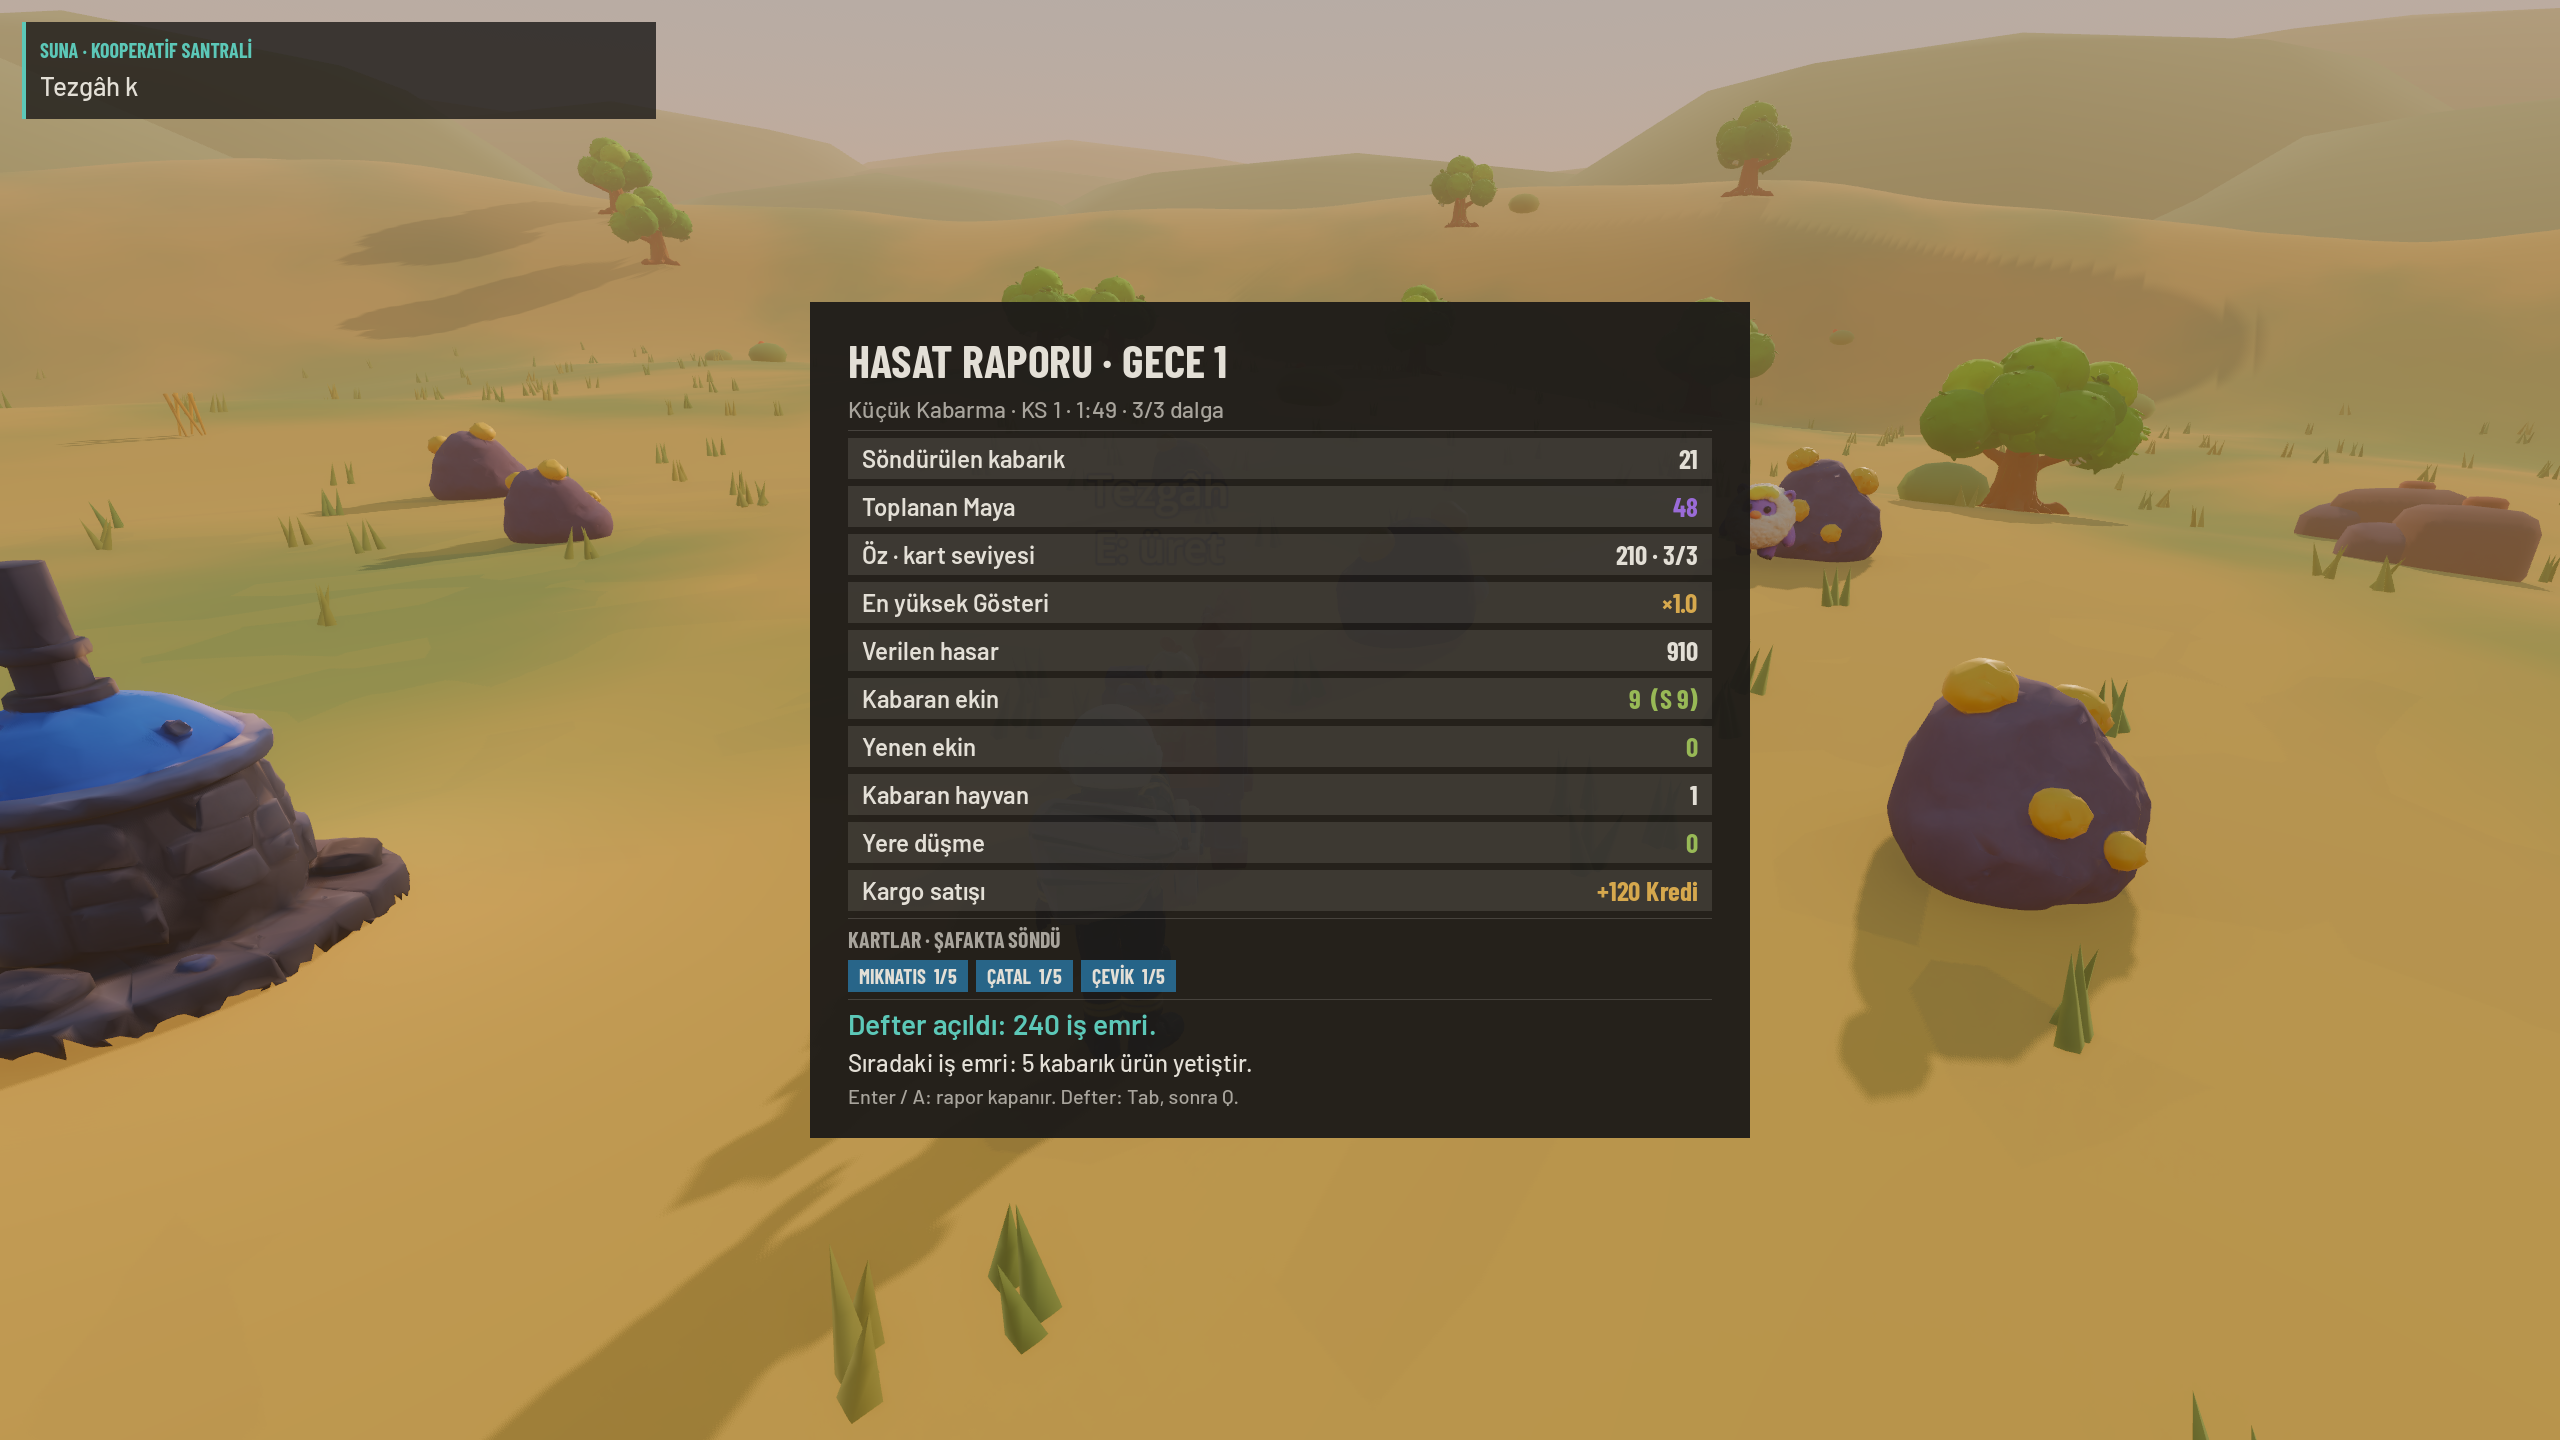 SUNA · KOOPERATİF SANTRALİ
Tezgâh k
HASAT RAPORU · GECE 1
Küçük Kabarma · KS 1 · 1:49 · 3/3 dalga
Söndürülen kabarık 21
Toplanan Maya 48
Öz · kart seviyesi 210 · 3/3
En yüksek Gösteri ×1.0
Verilen hasar 910
Kabaran ekin 9 (S 9)
Yenen ekin 0
Kabaran hayvan 1
Yere düşme 0
Kargo satışı +120 Kredi
KARTLAR · ŞAFAKTA SÖNDÜ
MIKNATIS 1/5 ÇATAL 1/5 ÇEVİK 1/5
Defter açıldı: 240 iş emri.
Sıradaki iş emri: 5 kabarık ürün yetiştir.
Enter / A: rapor kapanır. Defter: Tab, sonra Q.
Tezgâh
E: üret